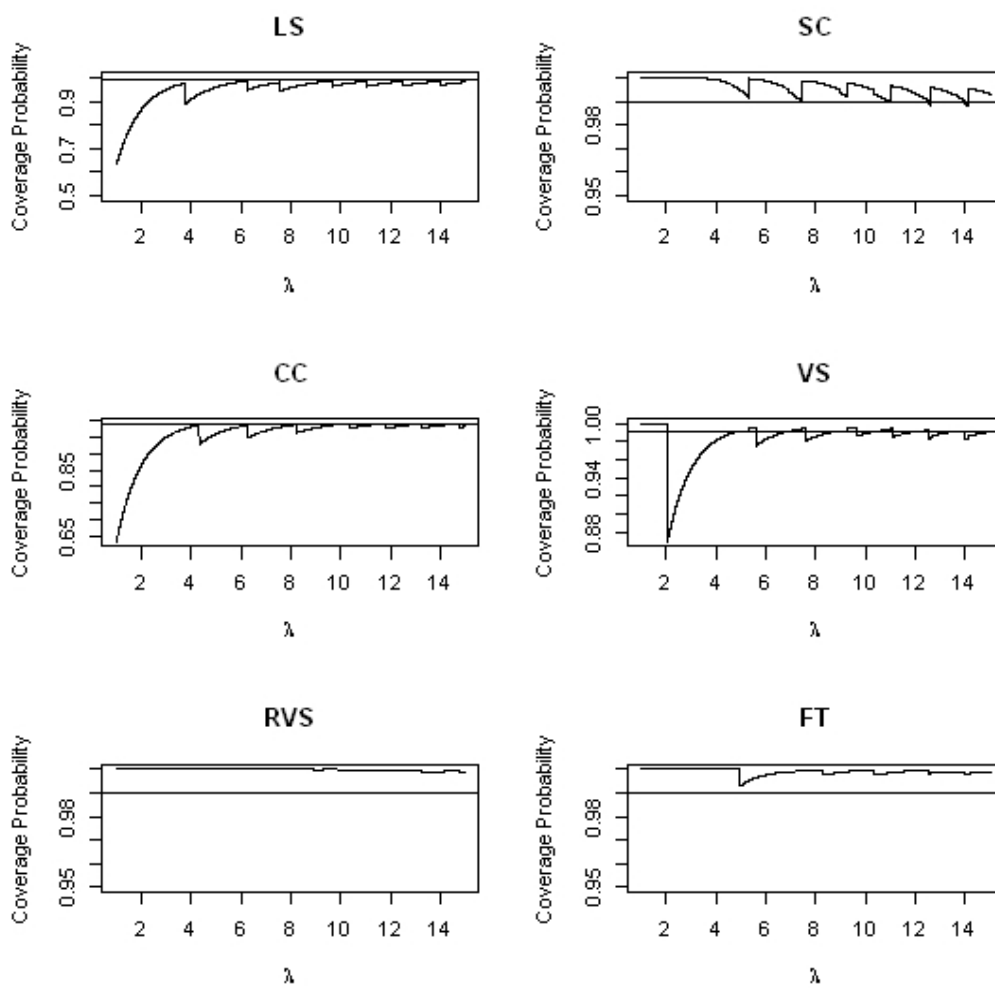 LS
Coverage Probability
0.5 0.7 0.9
2 4 6 8 10 12 14
λ
SC
Coverage Probability
0.95 0.98
2 4 6 8 10 12 14
λ
CC
Coverage Probability
0.65 0.85
2 4 6 8 10 12 14
λ
VS
Coverage Probability
0.88 0.94 1.00
2 4 6 8 10 12 14
λ
RVS
Coverage Probability
0.95 0.98
2 4 6 8 10 12 14
λ
FT
Coverage Probability
0.95 0.98
2 4 6 8 10 12 14
λ